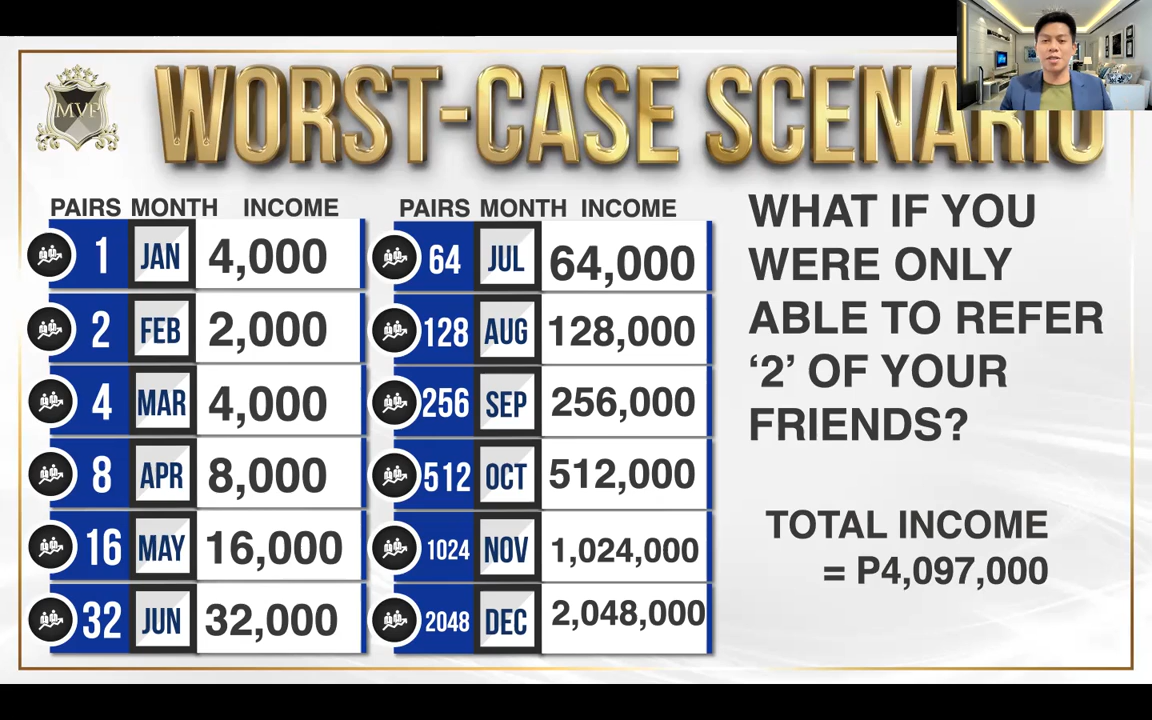 MVP
WORST-CASE SCENARIO
PAIRS MONTH INCOME
1 JAN 4,000
2 FEB 2,000
4 MAR 4,000
8 APR 8,000
16 MAY 16,000
32 JUN 32,000
PAIRS MONTH INCOME
64 JUL 64,000
128 AUG 128,000
256 SEP 256,000
512 OCT 512,000
1024 NOV 1,024,000
2048 DEC 2,048,000
WHAT IF YOU
WERE ONLY
ABLE TO REFER
‘2’ OF YOUR
FRIENDS?
TOTAL INCOME
= P4,097,000